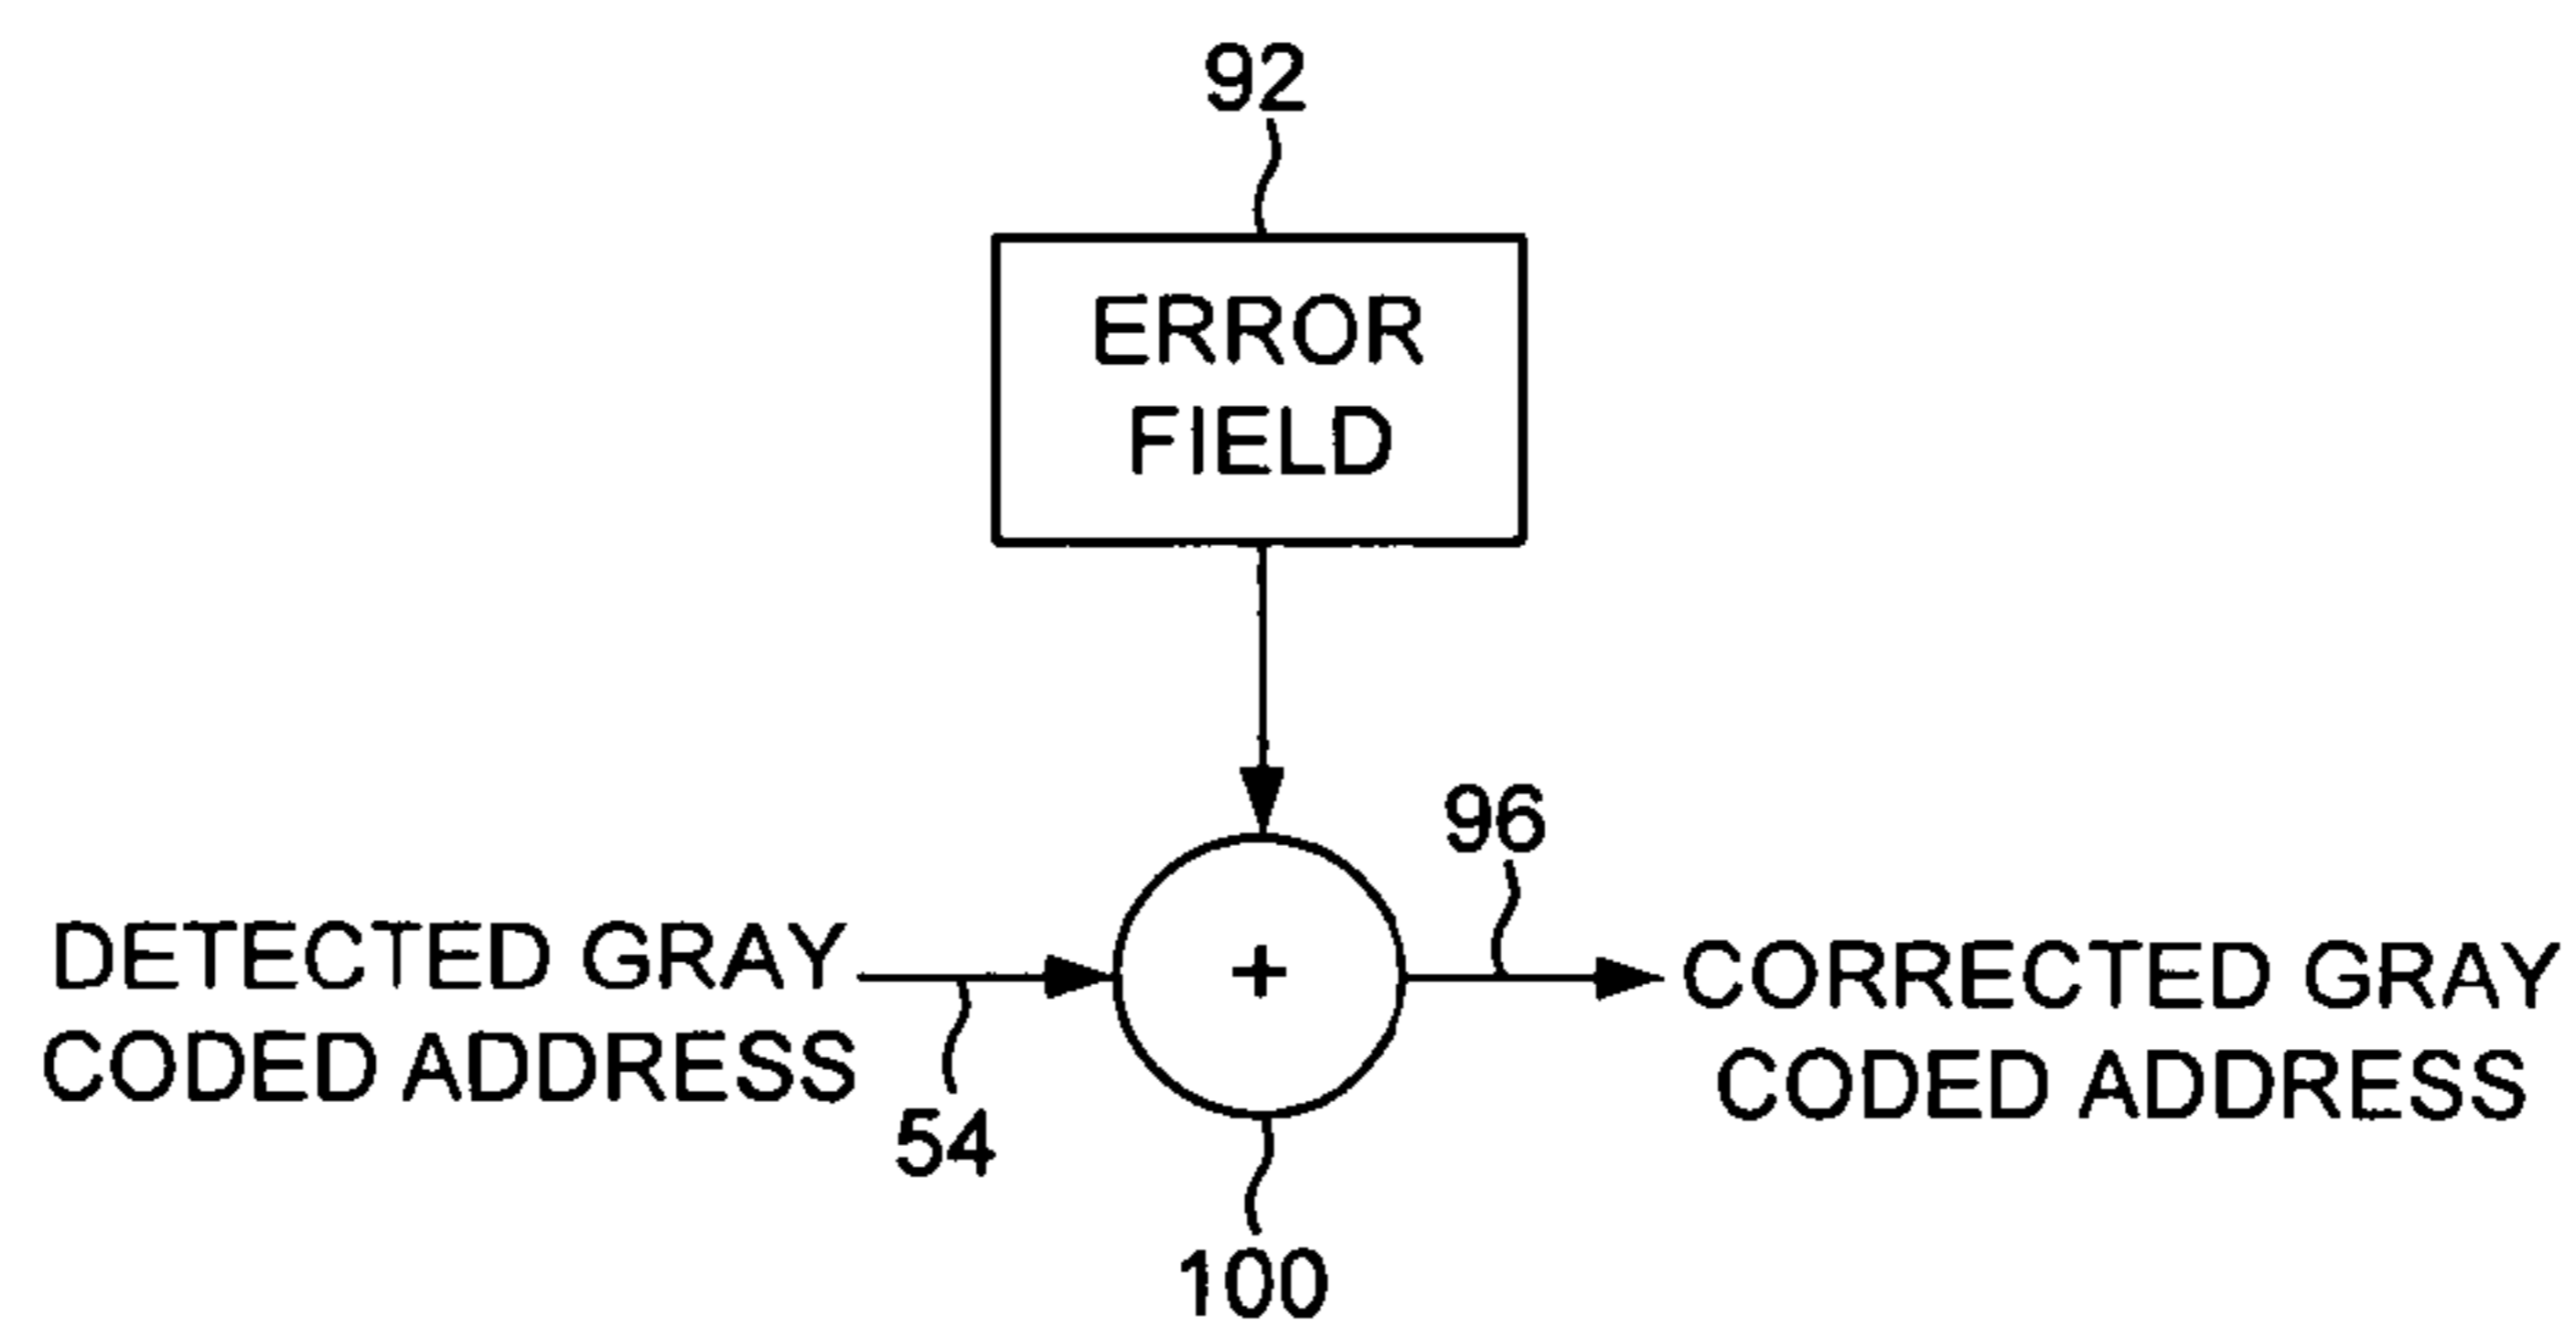 92
ERROR
FIELD
96
DETECTED GRAY
CODED ADDRESS
+
CORRECTED GRAY
CODED ADDRESS
54
100